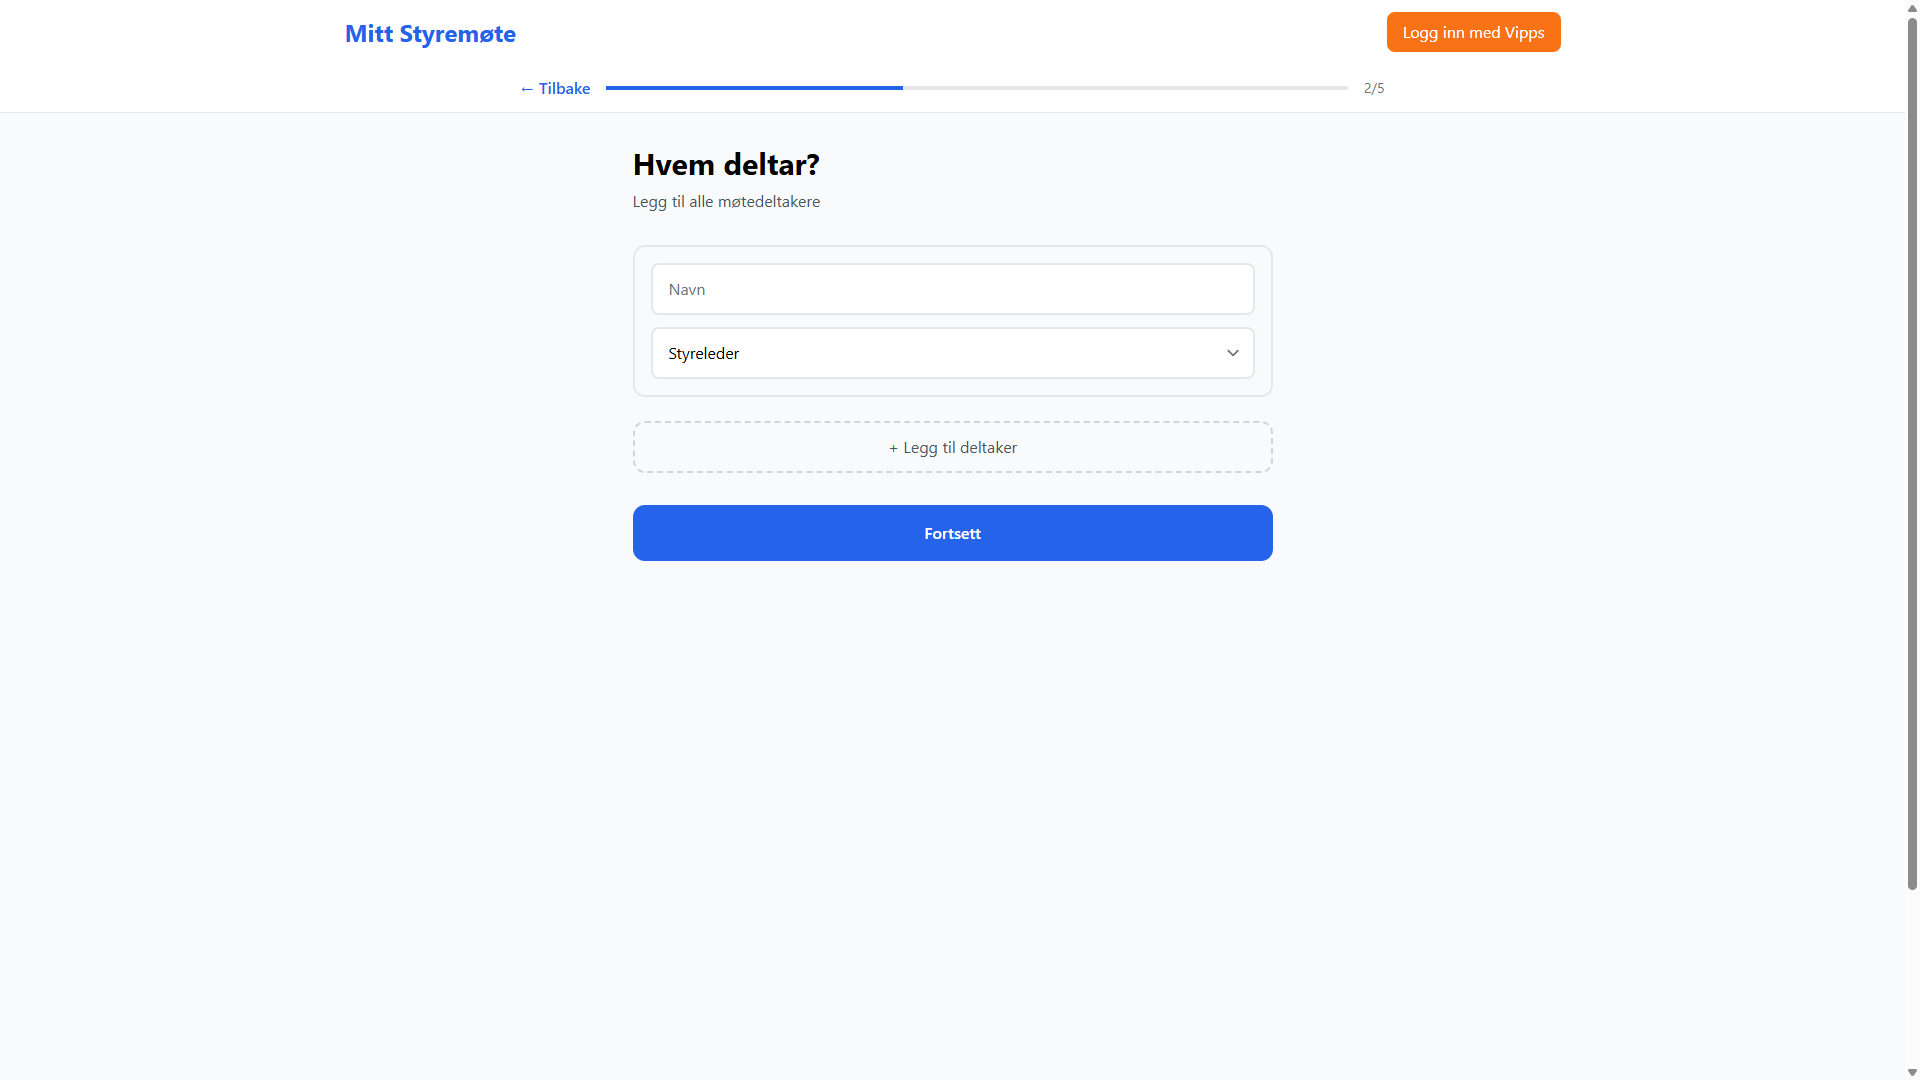 Mitt Styremøte
Logg inn med Vipps
← Tilbake
2/5
Hvem deltar?
Legg til alle møtedeltakere
Navn
Styreleder
+ Legg til deltaker
Fortsett